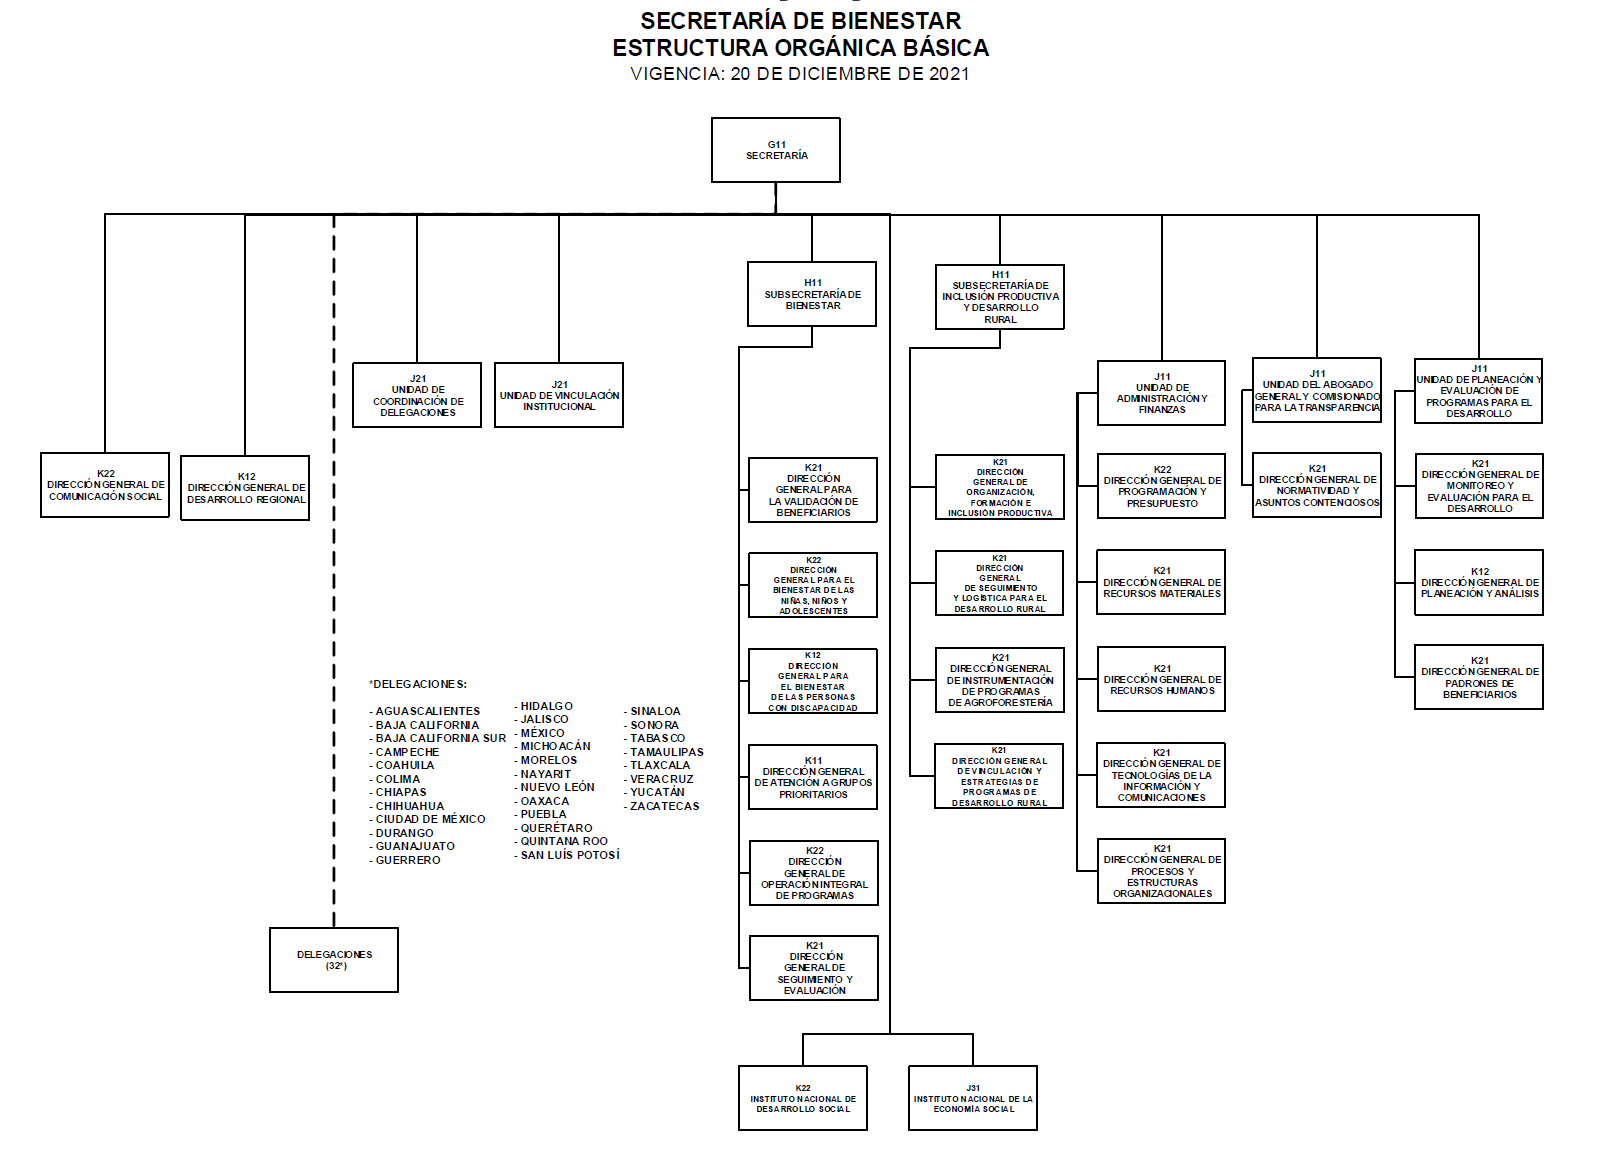 SECRETARÍA DE BIENESTAR
ESTRUCTURA ORGÁNICA BÁSICA
VIGENCIA: 20 DE DICIEMBRE DE 2021
G11
SECRETARÍA
H11
SUBSECRETARÍA DE
BIENESTAR
H11
SUBSECRETARÍA DE
INCLUSIÓN PRODUCTIVA
Y DESARROLLO
RURAL
J21
UNIDAD DE
COORDINACIÓN DE
DELEGACIONES
J21
UNIDAD DE VINCULACIÓN
INSTITUCIONAL
J11
UNIDAD DE
ADMINISTRACIÓN Y
FINANZAS
J11
UNIDAD DEL ABOGADO
GENERAL Y COMISIONADO
PARA LA TRANSPARENCIA
J11
UNIDAD DE PLANEACIÓN Y
EVALUACIÓN DE
PROGRAMAS PARA EL
DESARROLLO
K22
DIRECCIÓN GENERAL DE
COMUNICACIÓN SOCIAL
K12
DIRECCIÓN GENERAL DE
DESARROLLO REGIONAL
K21
DIRECCIÓN
GENERAL PARA
LA VALIDACIÓN DE
BENEFICIARIOS
K22
DIRECCIÓN
GENERAL PARA EL
BIENESTAR DE LAS
NIÑAS, NIÑOS Y
ADOLESCENTES
K12
DIRECCIÓN
GENERAL PARA
EL BIENESTAR
DE LAS PERSONAS
CON DISCAPACIDAD
K11
DIRECCIÓN GENERAL
DE ATENCIÓN A GRUPOS
PRIORITARIOS
K22
DIRECCIÓN
GENERAL DE
OPERACIÓN INTEGRAL
DE PROGRAMAS
K21
DIRECCIÓN
GENERAL DE
SEGUIMIENTO Y
EVALUACIÓN
K21
DIRECCIÓN
GENERAL DE
ORGANIZACIÓN,
FORMACIÓN E
INCLUSIÓN PRODUCTIVA
K21
DIRECCIÓN
GENERAL
DE SEGUIMIENTO
Y LOGÍSTICA PARA EL
DESARROLLO RURAL
K21
DIRECCIÓN GENERAL
DE INSTRUMENTACIÓN
DE PROGRAMAS
DE AGROFORESTERÍA
K21
DIRECCIÓN GENERAL
DE VINCULACIÓN Y
ESTRATEGIAS DE
PROGRAMAS DE
DESARROLLO RURAL
K22
DIRECCIÓN GENERAL DE
PROGRAMACIÓN Y
PRESUPUESTO
K21
DIRECCIÓN GENERAL DE
RECURSOS MATERIALES
K21
DIRECCIÓN GENERAL DE
RECURSOS HUMANOS
K21
DIRECCIÓN GENERAL DE
TECNOLOGÍAS DE LA
INFORMACIÓN Y
COMUNICACIONES
K21
DIRECCIÓN GENERAL DE
PROCESOS Y
ESTRUCTURAS
ORGANIZACIONALES
K21
DIRECCIÓN GENERAL DE
NORMATIVIDAD Y
ASUNTOS CONTENCIOSOS
K21
DIRECCIÓN GENERAL DE
MONITOREO Y
EVALUACIÓN PARA EL
DESARROLLO
K12
DIRECCIÓN GENERAL DE
PLANEACIÓN Y ANÁLISIS
K21
DIRECCIÓN GENERAL DE
PADRONES DE
BENEFICIARIOS
*DELEGACIONES:
- AGUASCALIENTES
- BAJA CALIFORNIA
- BAJA CALIFORNIA SUR
- CAMPECHE
- COAHUILA
- COLIMA
- CHIAPAS
- CHIHUAHUA
- CIUDAD DE MÉXICO
- DURANGO
- GUANAJUATO
- GUERRERO
- HIDALGO
- JALISCO
- MÉXICO
- MICHOACÁN
- MORELOS
- NAYARIT
- NUEVO LEÓN
- OAXACA
- PUEBLA
- QUERÉTARO
- QUINTANA ROO
- SAN LUÍS POTOSÍ
- SINALOA
- SONORA
- TABASCO
- TAMAULIPAS
- TLAXCALA
- VERACRUZ
- YUCATÁN
- ZACATECAS
DELEGACIONES
(32*)
K22
INSTITUTO NACIONAL DE
DESARROLLO SOCIAL
J31
INSTITUTO NACIONAL DE LA
ECONOMÍA SOCIAL